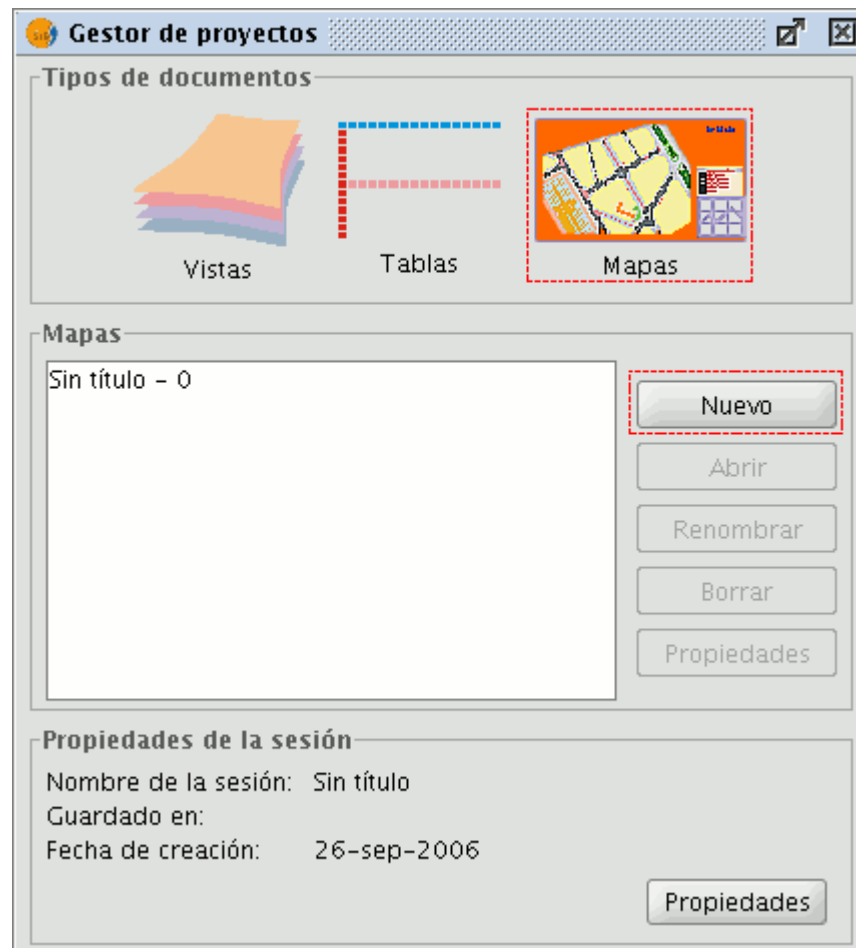 Gestor de proyectos
Tipos de documentos
Vistas
Tablas
Mapas
Mapas
Sin título - 0
Nuevo
Abrir
Renombrar
Borrar
Propiedades
Propiedades de la sesión
Nombre de la sesión: Sin título
Guardado en:
Fecha de creación: 26-sep-2006
Propiedades